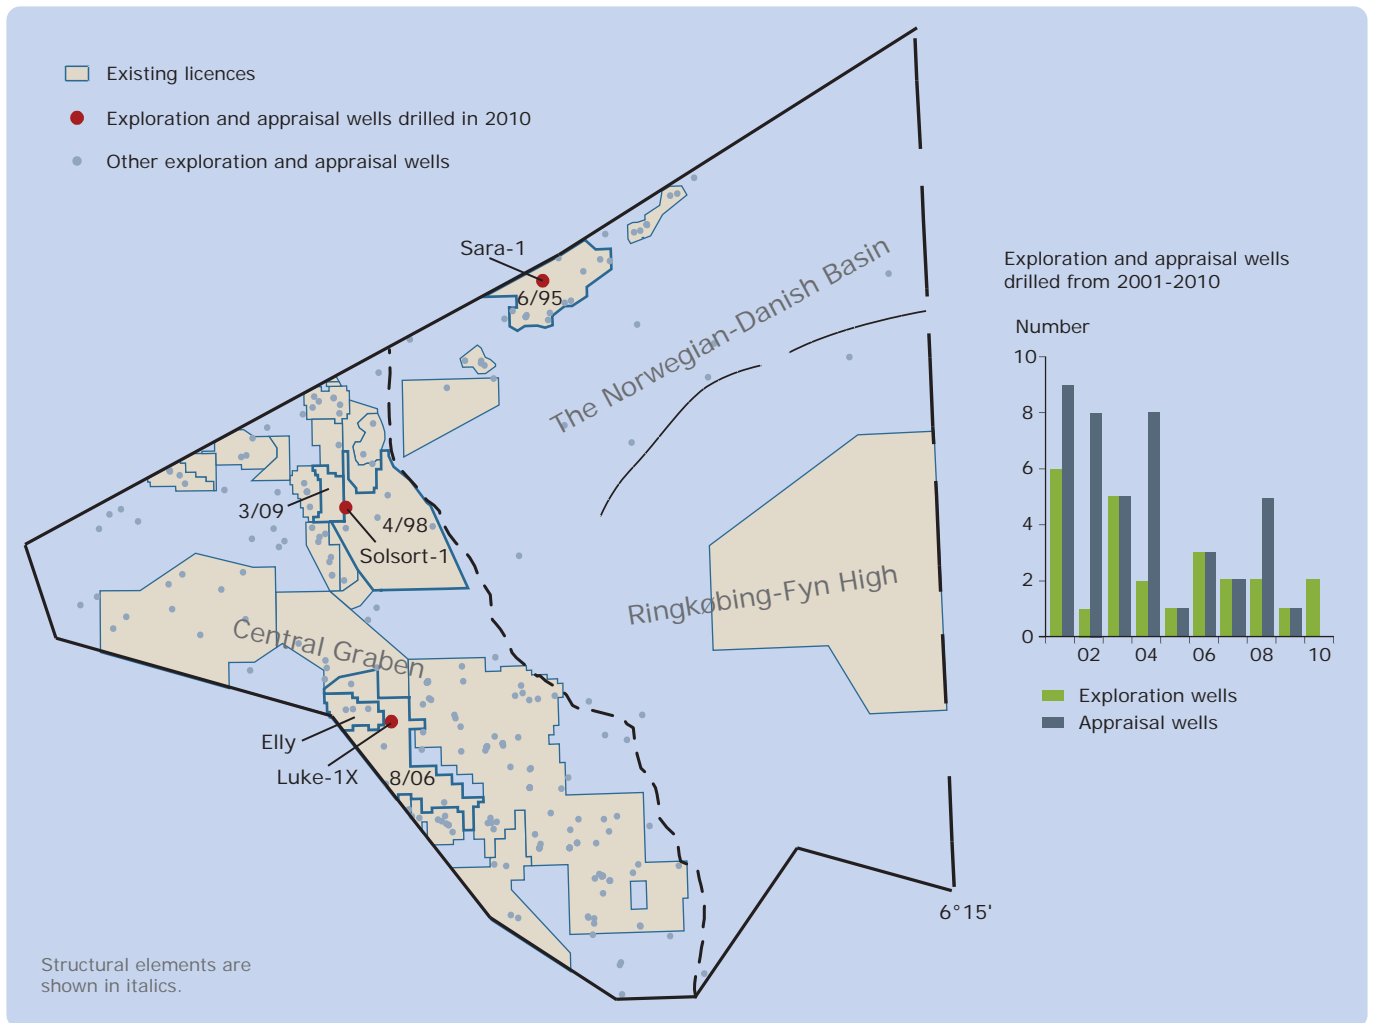 Existing licences
Exploration and appraisal wells drilled in 2010
Other exploration and appraisal wells
Sara-1
6/95
The Norwegian-Danish Basin
3/09
4/98
Solsort-1
Ringkøbing-Fyn High
Central Graben
Elly
Luke-1X
8/06
6°15'
Structural elements are
shown in italics.
Exploration and appraisal wells
drilled from 2001-2010
Number
10
8
6
4
2
0
02 04 06 08 10
Exploration wells
Appraisal wells